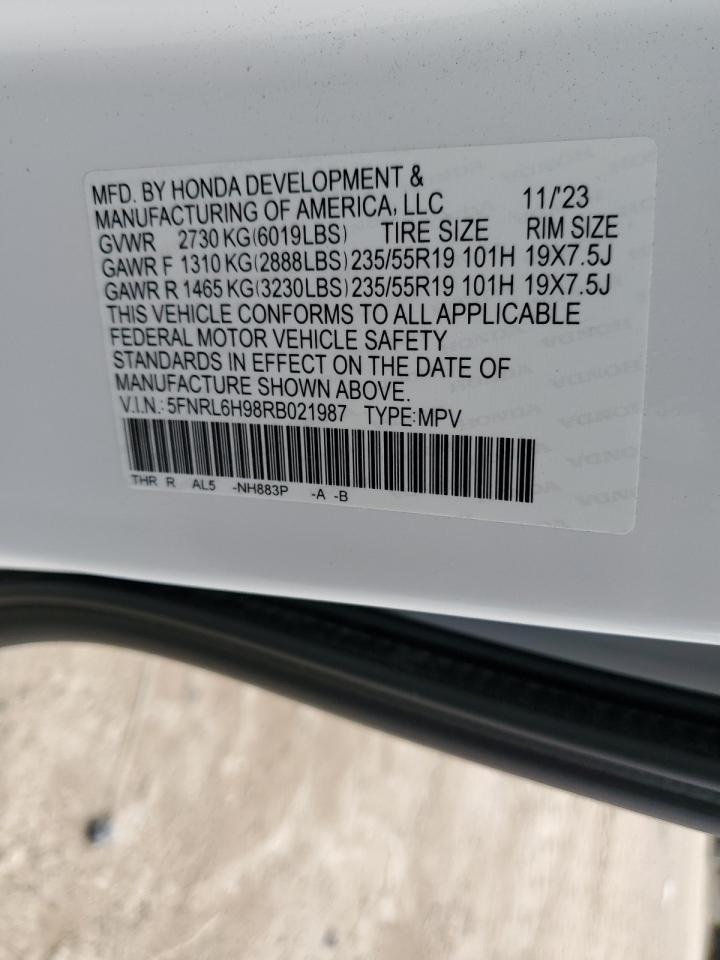 MFD. BY HONDA DEVELOPMENT &
MANUFACTURING OF AMERICA, LLC 11/'23
GVWR 2730 KG(6019LBS) TIRE SIZE RIM SIZE
GAWR F 1310 KG(2888LBS) 235/55R19 101H 19X7.5J
GAWR R 1465 KG(3230LBS) 235/55R19 101H 19X7.5J
THIS VEHICLE CONFORMS TO ALL APPLICABLE
FEDERAL MOTOR VEHICLE SAFETY
STANDARDS IN EFFECT ON THE DATE OF
MANUFACTURE SHOWN ABOVE.
V.I.N.: 5FNRL6H98RB021987 TYPE:MPV
THR R AL5 -NH883P -A -B